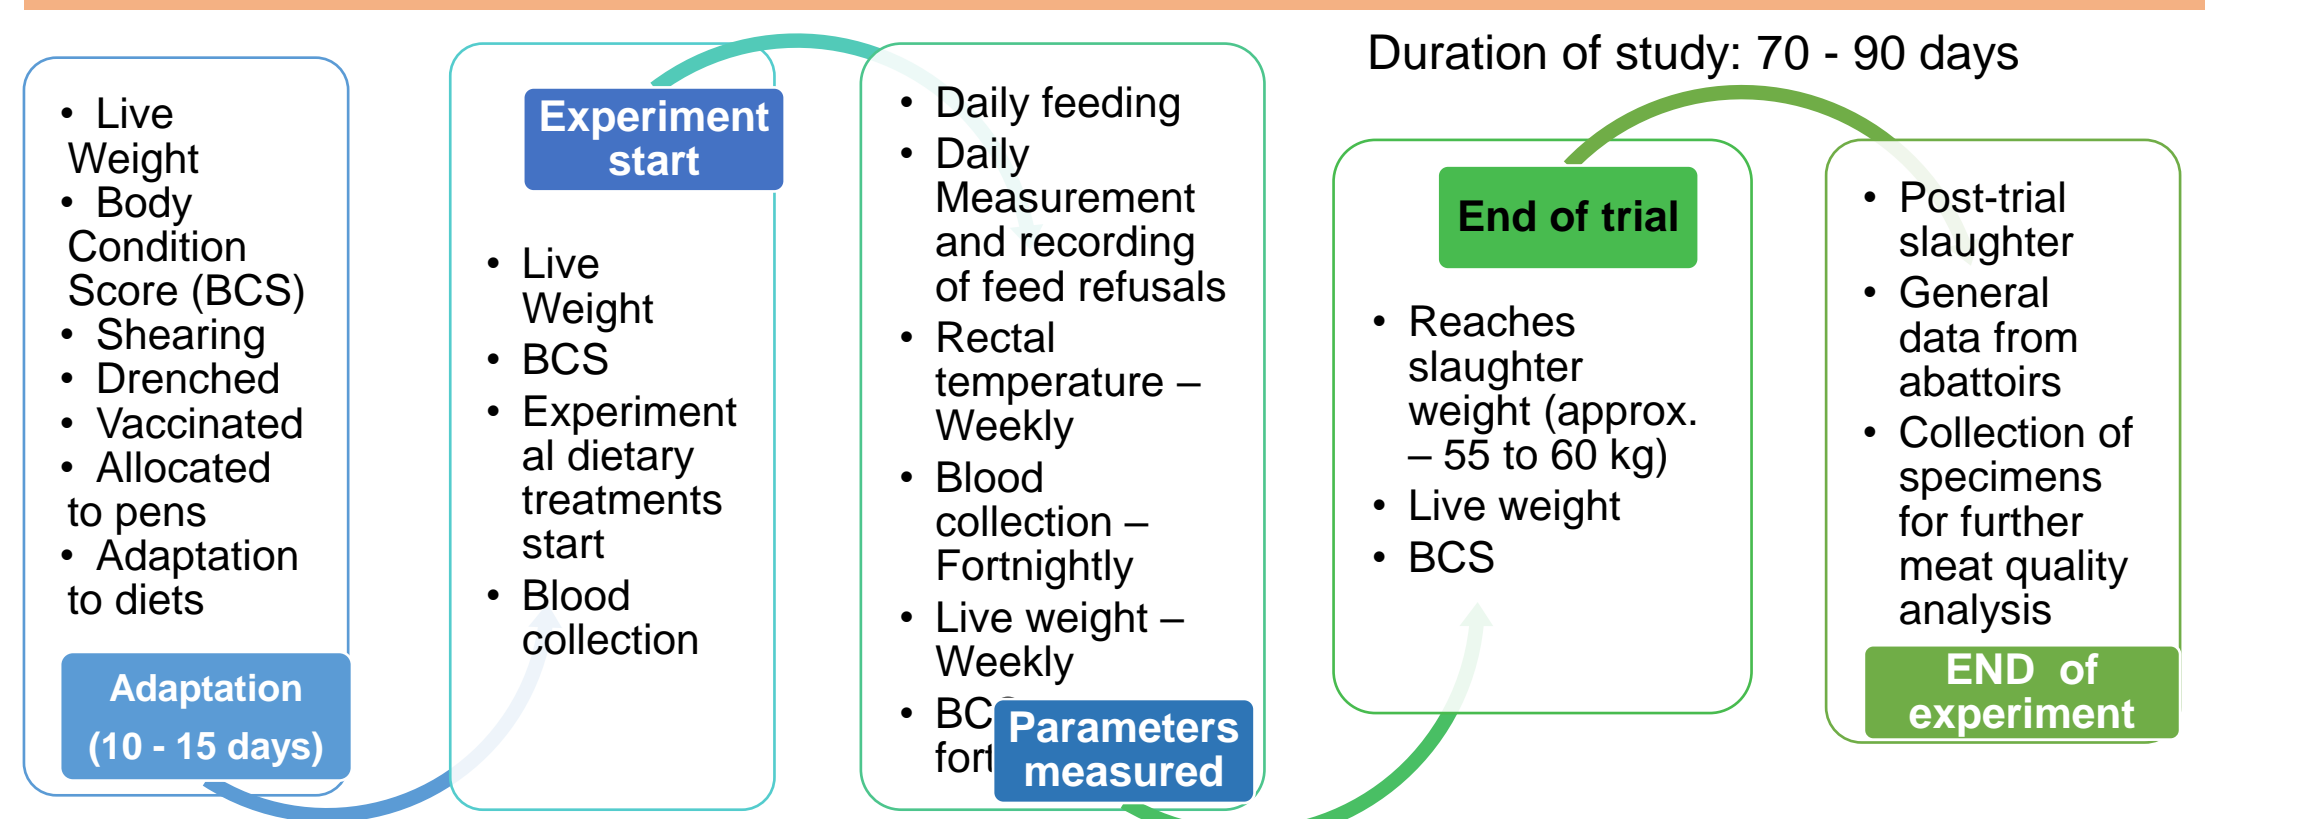 Duration of study: 70 - 90 days
• Live
Weight
• Body
Condition
Score (BCS)
• Shearing
• Drenched
• Vaccinated
• Allocated
to pens
• Adaptation
to diets
Adaptation
(10 - 15 days)
Experiment
start
• Live
Weight
• BCS
• Experiment
al dietary
treatments
start
• Blood
collection
• Daily feeding
• Daily
Measurement
and recording
of feed refusals
• Rectal
temperature –
Weekly
• Blood
collection –
Fortnightly
• Live weight –
Weekly
Parameters
measured
End of trial
• Reaches
slaughter
weight (approx.
– 55 to 60 kg)
• Live weight
• BCS
• Post-trial
slaughter
• General
data from
abattoirs
• Collection of
specimens
for further
meat quality
analysis
END of
experiment